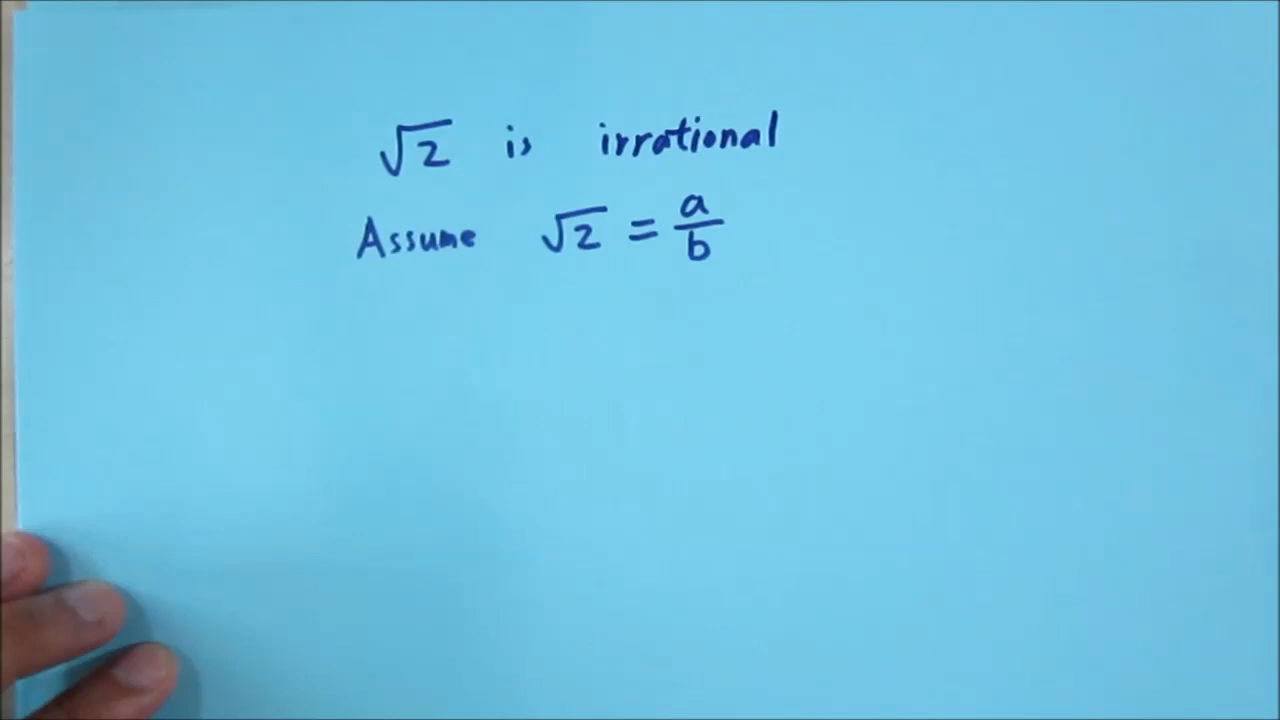 √2 is irrational
Assume √2 = a/b